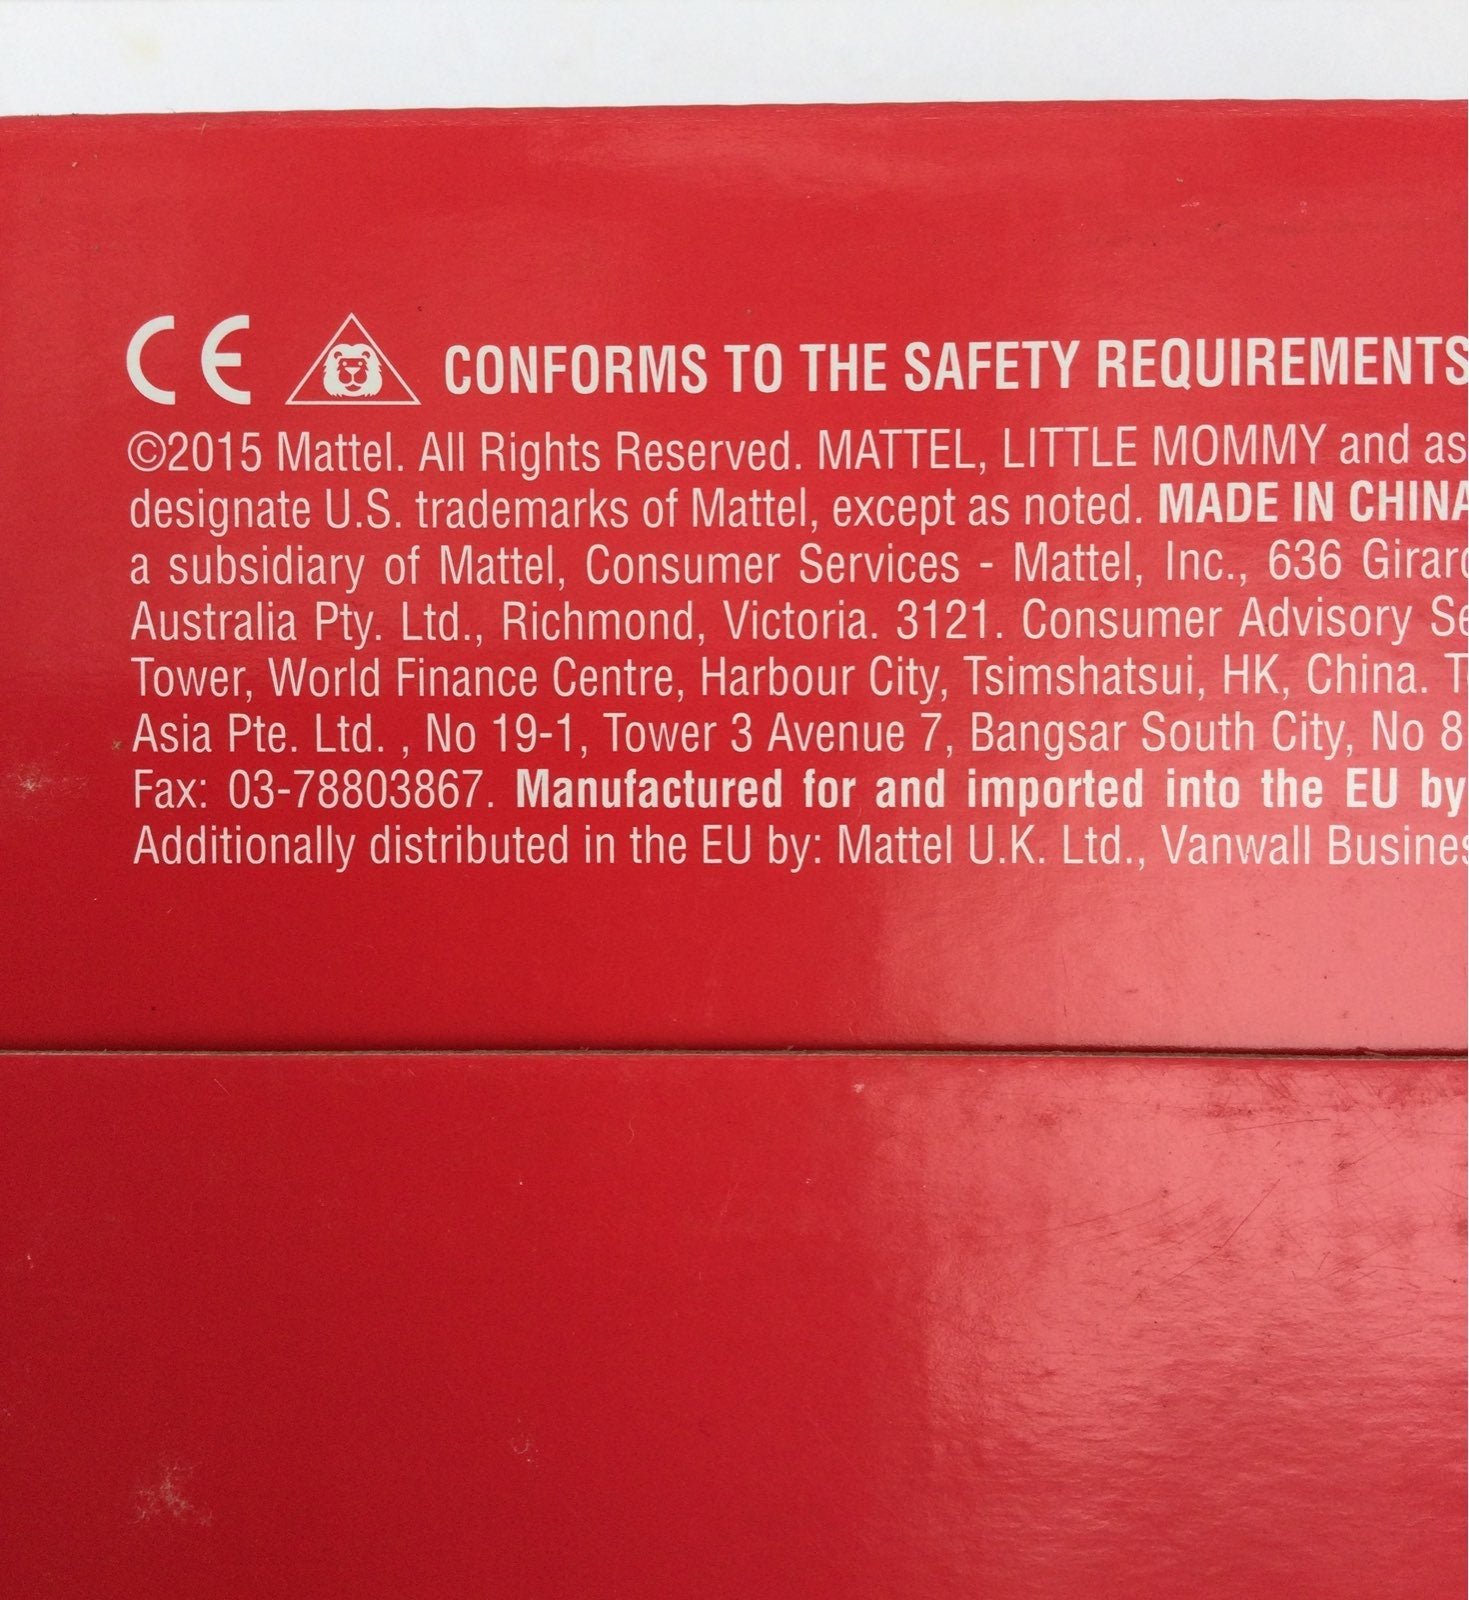 CE CONFORMS TO THE SAFETY REQUIREMENTS
©2015 Mattel. All Rights Reserved. MATTEL, LITTLE MOMMY and as
designate U.S. trademarks of Mattel, except as noted. MADE IN CHINA
a subsidiary of Mattel, Consumer Services - Mattel, Inc., 636 Girard
Australia Pty. Ltd., Richmond, Victoria. 3121. Consumer Advisory Se
Tower, World Finance Centre, Harbour City, Tsimshatsui, HK, China. T
Asia Pte. Ltd. , No 19-1, Tower 3 Avenue 7, Bangsar South City, No 8
Fax: 03-78803867. Manufactured for and imported into the EU by
Additionally distributed in the EU by: Mattel U.K. Ltd., Vanwall Busines